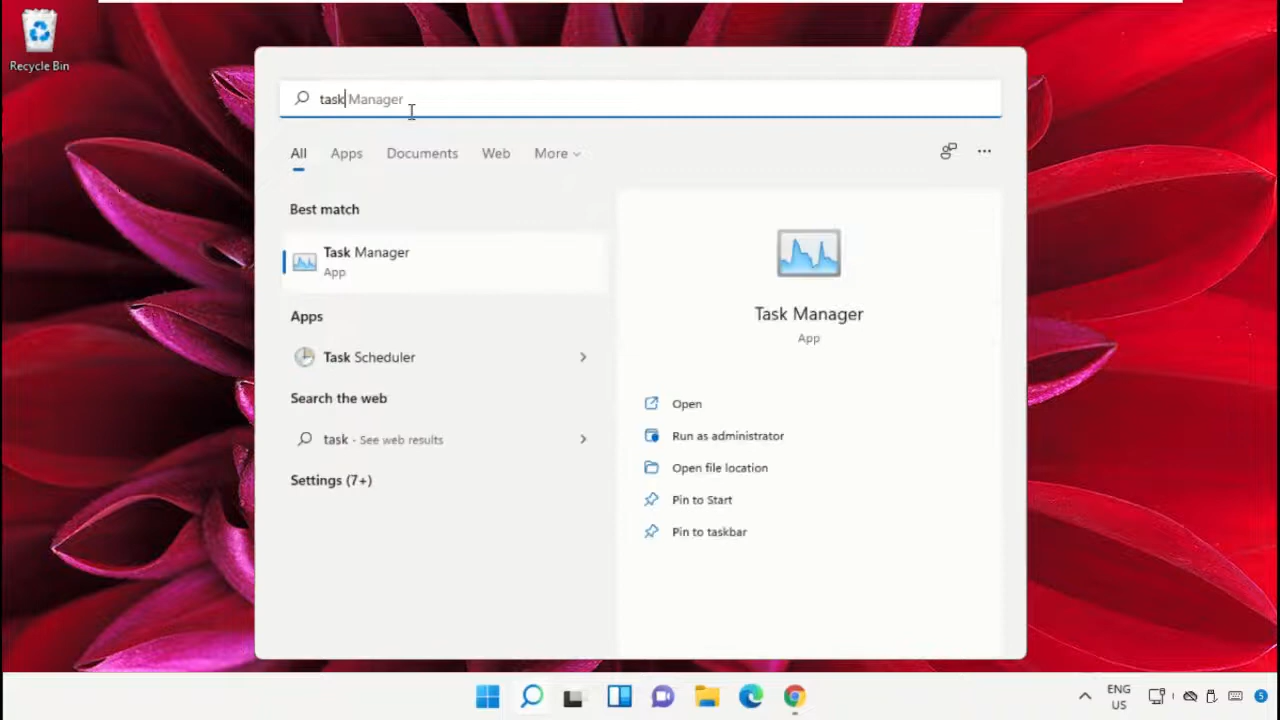 Recycle Bin
task Manager
All Apps Documents Web More
Best match
Task Manager
App
Apps
Task Scheduler
Search the web
task - See web results
Settings (7+)
Task Manager
App
Open
Run as administrator
Open file location
Pin to Start
Pin to taskbar
ENG
US
5